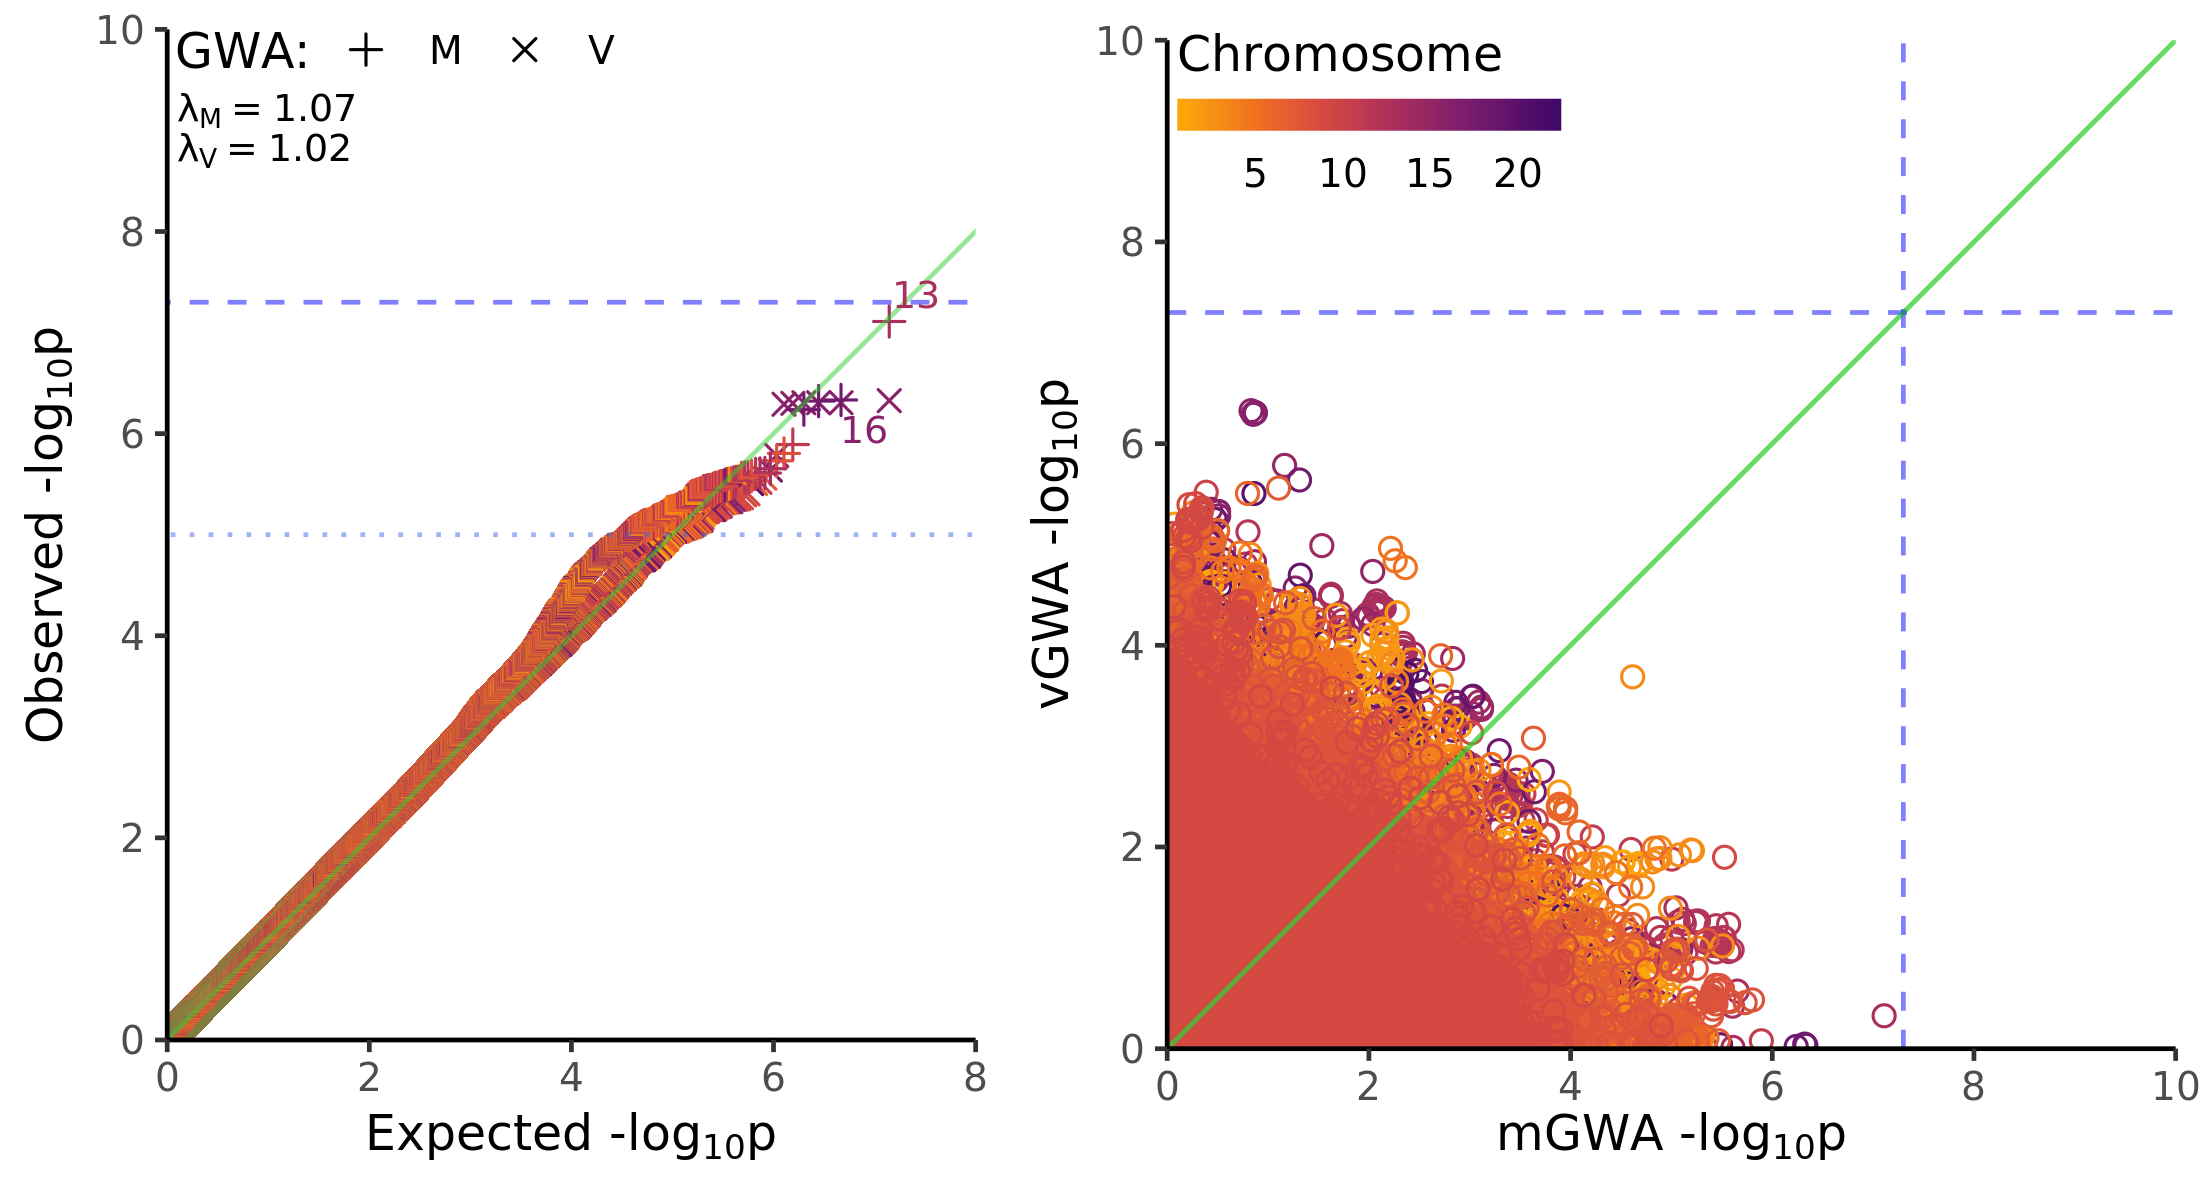 GWA: + M × V
λM = 1.07
λV = 1.02
10
8
6
4
2
0
13
16
0 2 4 6 8
Expected -log10p
Observed -log10p
Chromosome
5 10 15 20
10
8
6
4
2
0
0 2 4 6 8 10
mGWA -log10p
vGWA -log10p